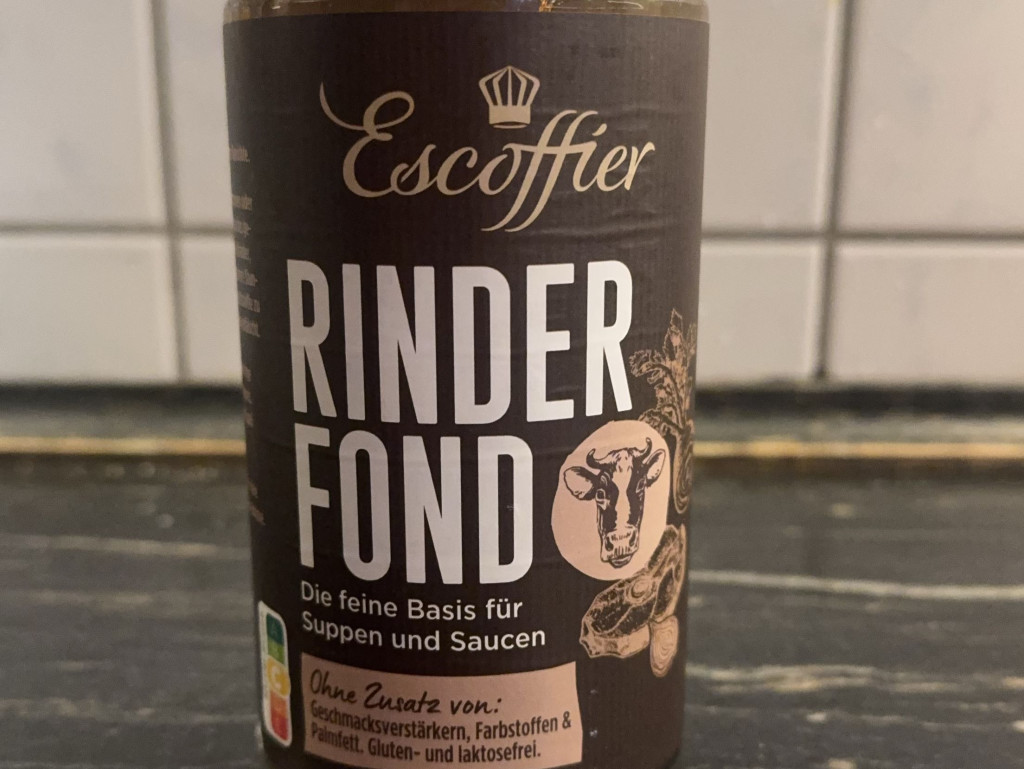 Escoffier
RINDER
FOND
Die feine Basis für
Suppen und Saucen
Ohne Zusatz von:
Geschmacksverstärkern, Farbstoffen &
Palmfett. Gluten- und laktosefrei.
C